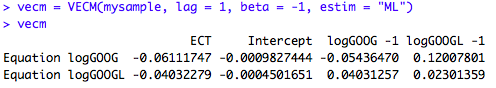 > vecm = VECM(mysample, lag = 1, beta = -1, estim = "ML")
> vecm
ECT Intercept logGOOG -1 logGOOGL -1
Equation logGOOG -0.06111747 -0.0009827444 -0.05436470 0.12007801
Equation logGOOGL -0.04032279 -0.0004501651 0.04031257 0.02301359